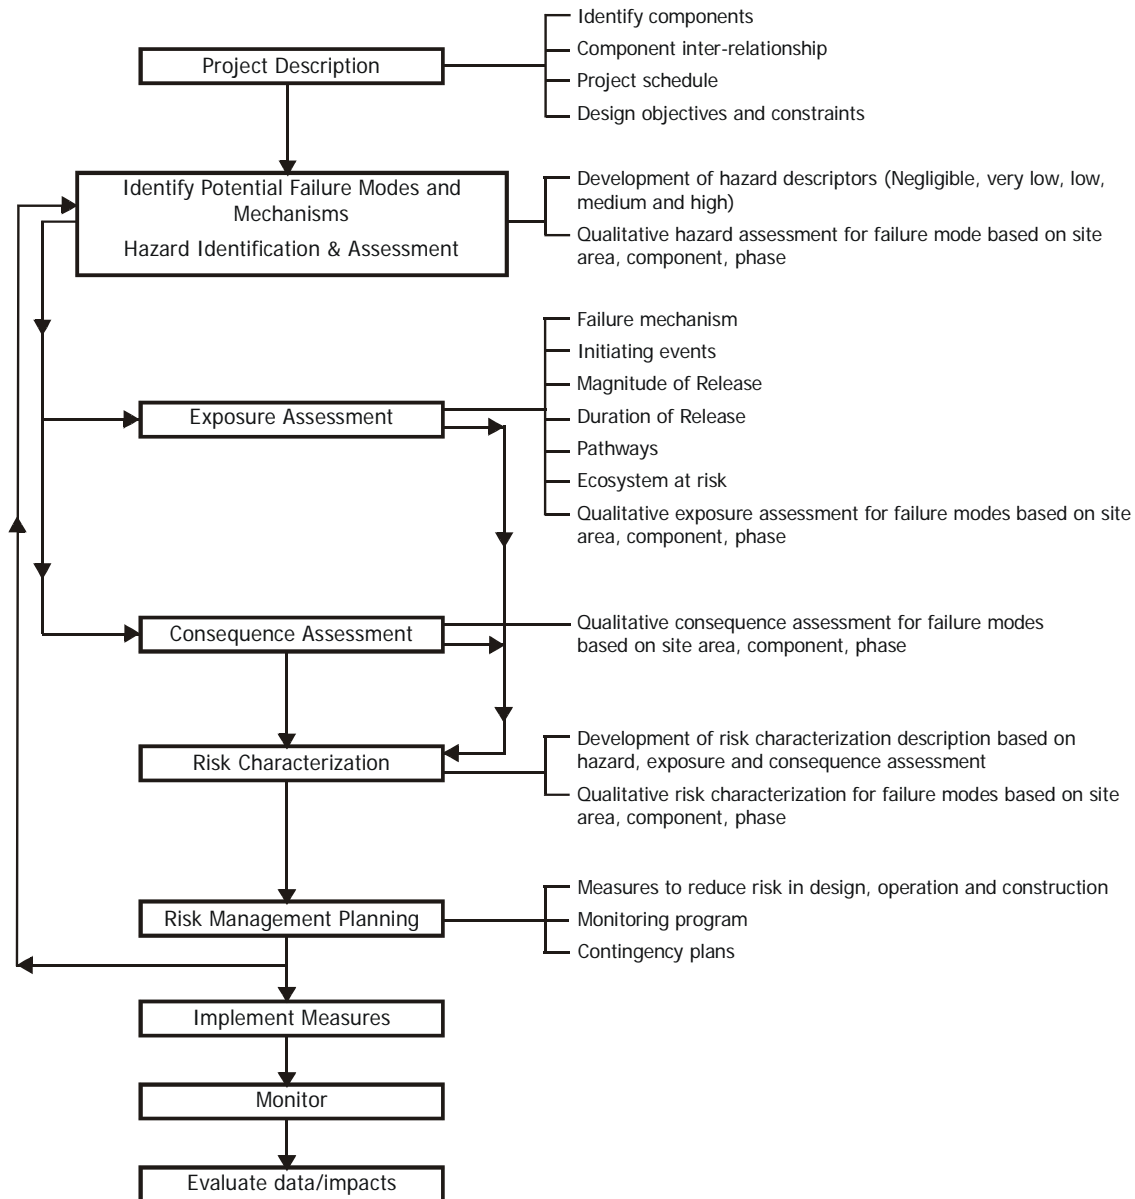 Identify components
Component inter-relationship
Project Description
Project schedule
Design objectives and constraints
Identify Potential Failure Modes and
Mechanisms
Hazard Identification & Assessment
Development of hazard descriptors (Negligible, very low, low,
medium and high)
Qualitative hazard assessment for failure mode based on site
area, component, phase
Failure mechanism
Initiating events
Magnitude of Release
Exposure Assessment
Duration of Release
Pathways
Ecosystem at risk
Qualitative exposure assessment for failure modes based on site
area, component, phase
Consequence Assessment
Qualitative consequence assessment for failure modes
based on site area, component, phase
Risk Characterization
Development of risk characterization description based on
hazard, exposure and consequence assessment
Qualitative risk characterization for failure modes based on site
area, component, phase
Risk Management Planning
Measures to reduce risk in design, operation and construction
Monitoring program
Contingency plans
Implement Measures
Monitor
Evaluate data/impacts